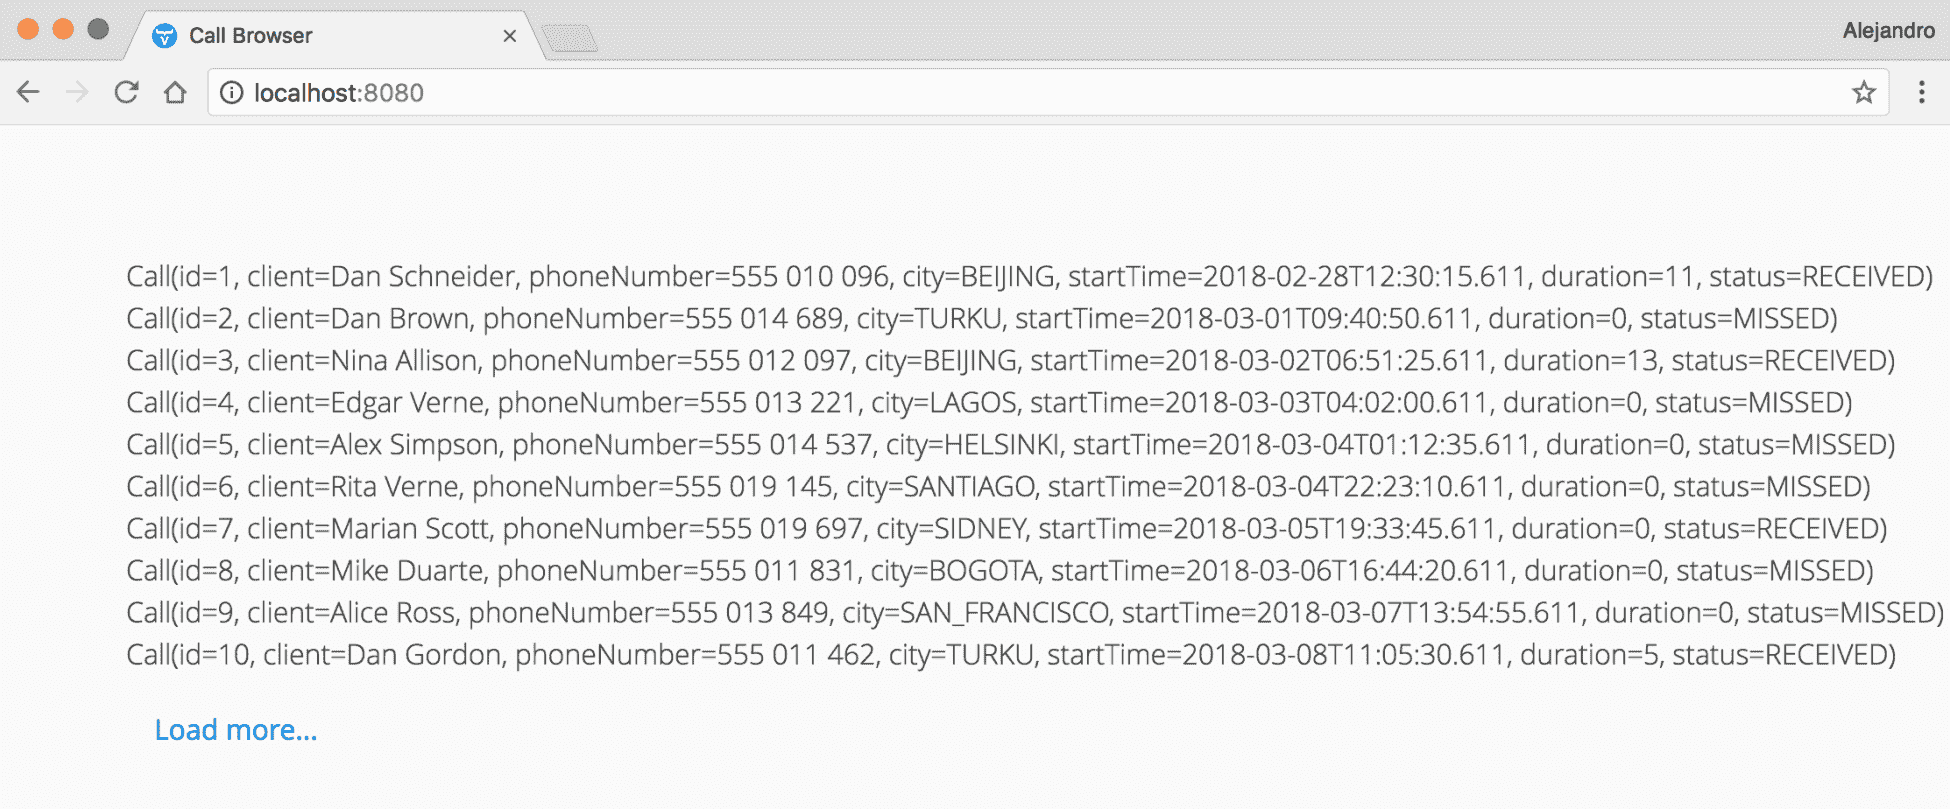 Call Browser
Alejandro
localhost:8080
Call(id=1, client=Dan Schneider, phoneNumber=555 010 096, city=BEIJING, startTime=2018-02-28T12:30:15.611, duration=11, status=RECEIVED)
Call(id=2, client=Dan Brown, phoneNumber=555 014 689, city=TURKU, startTime=2018-03-01T09:40:50.611, duration=0, status=MISSED)
Call(id=3, client=Nina Allison, phoneNumber=555 012 097, city=BEIJING, startTime=2018-03-02T06:51:25.611, duration=13, status=RECEIVED)
Call(id=4, client=Edgar Verne, phoneNumber=555 013 221, city=LAGOS, startTime=2018-03-03T04:02:00.611, duration=0, status=MISSED)
Call(id=5, client=Alex Simpson, phoneNumber=555 014 537, city=HELSINKI, startTime=2018-03-04T01:12:35.611, duration=0, status=MISSED)
Call(id=6, client=Rita Verne, phoneNumber=555 019 145, city=SANTIAGO, startTime=2018-03-04T22:23:10.611, duration=0, status=MISSED)
Call(id=7, client=Marian Scott, phoneNumber=555 019 697, city=SIDNEY, startTime=2018-03-05T19:33:45.611, duration=0, status=RECEIVED)
Call(id=8, client=Mike Duarte, phoneNumber=555 011 831, city=BOGOTA, startTime=2018-03-06T16:44:20.611, duration=0, status=MISSED)
Call(id=9, client=Alice Ross, phoneNumber=555 013 849, city=SAN_FRANCISCO, startTime=2018-03-07T13:54:55.611, duration=0, status=MISSED)
Call(id=10, client=Dan Gordon, phoneNumber=555 011 462, city=TURKU, startTime=2018-03-08T11:05:30.611, duration=5, status=RECEIVED)
Load more...